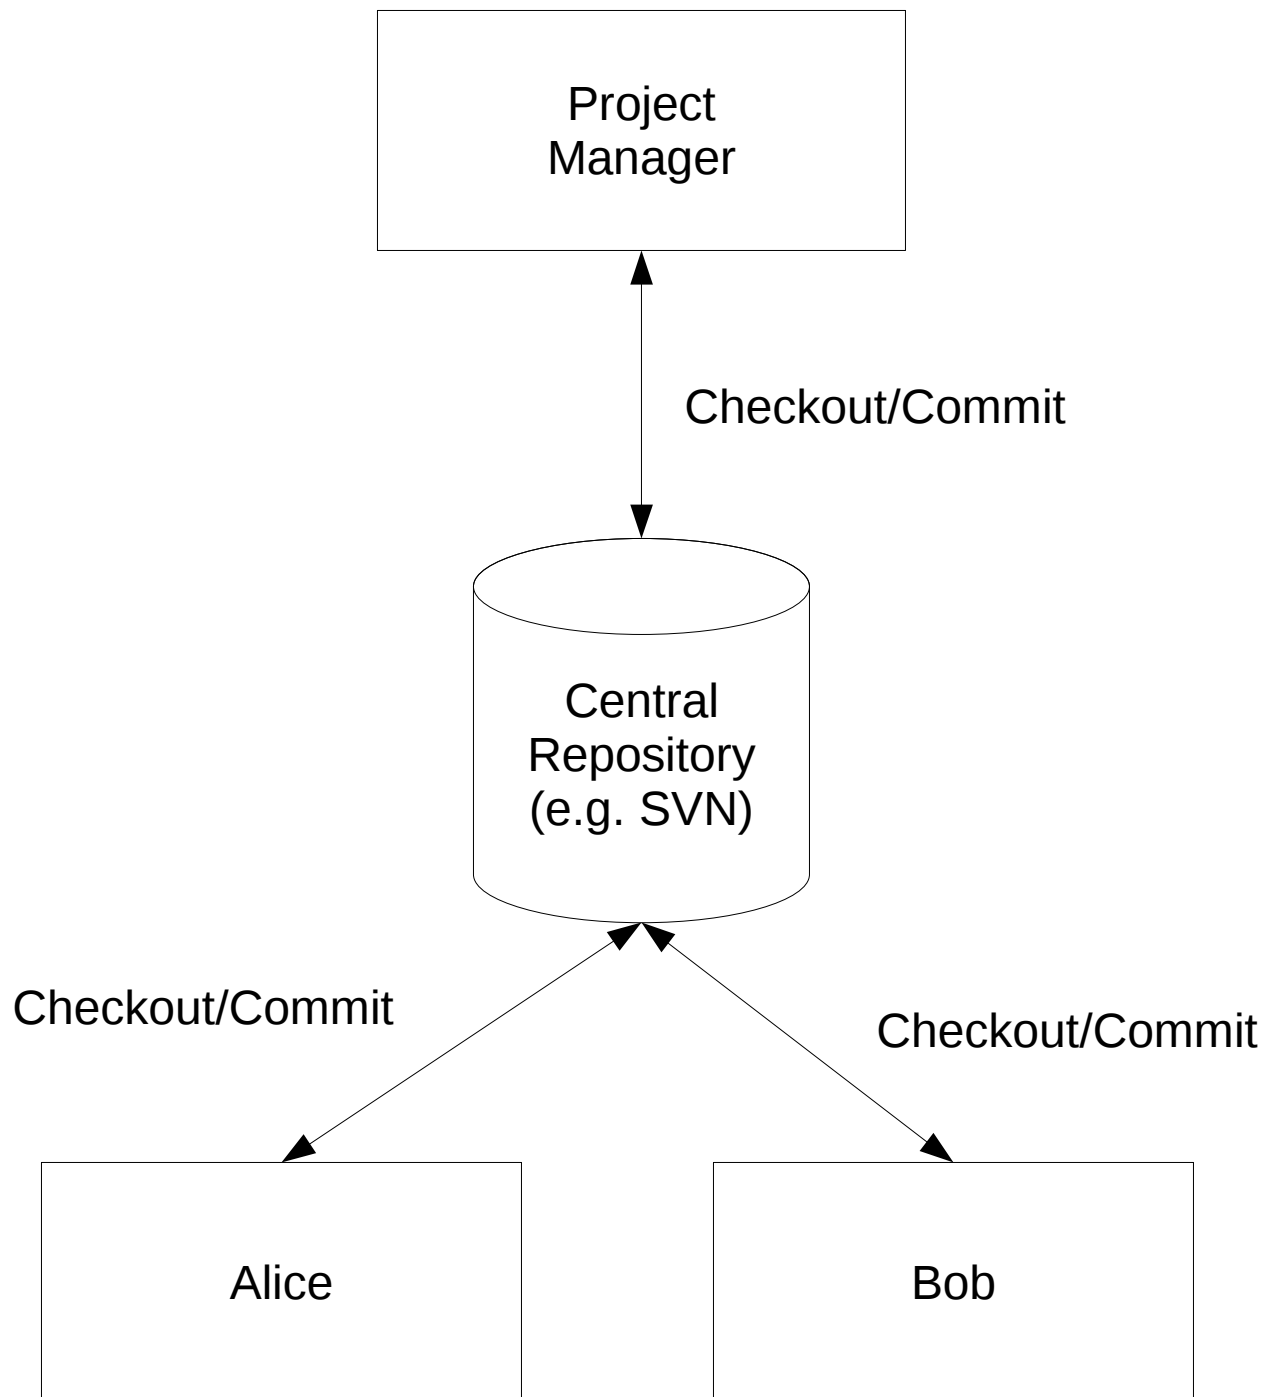 Project
Manager
Checkout/Commit
Central
Repository
(e.g. SVN)
Checkout/Commit
Checkout/Commit
Alice
Bob